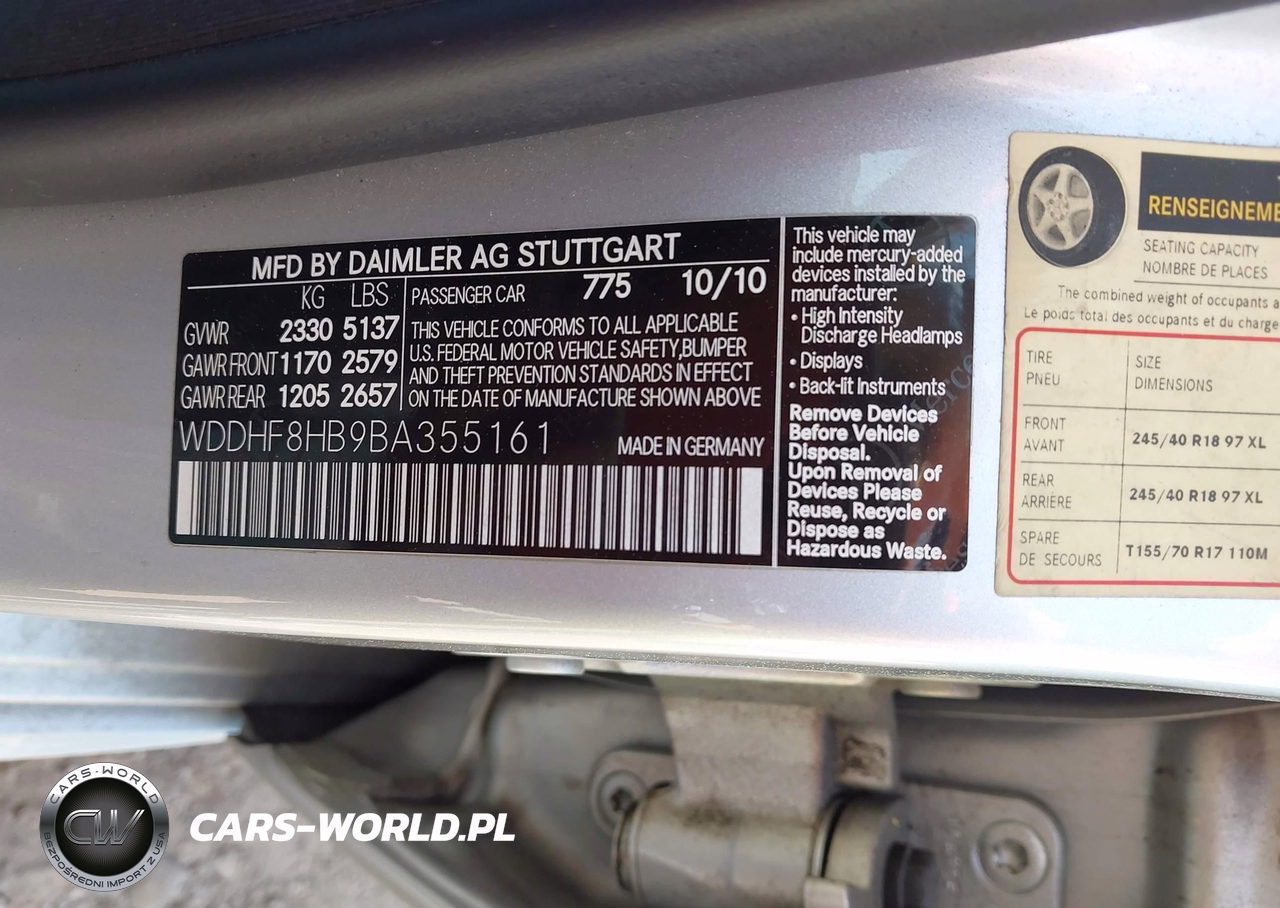 MFD BY DAIMLER AG STUTTGART
KG LBS
GVWR 2330 5137
GAWR FRONT 1170 2579
GAWR REAR 1205 2657
PASSENGER CAR 775 10/10
THIS VEHICLE CONFORMS TO ALL APPLICABLE
U.S. FEDERAL MOTOR VEHICLE SAFETY,BUMPER
AND THEFT PREVENTION STANDARDS IN EFFECT
ON THE DATE OF MANUFACTURE SHOWN ABOVE
WDDHF8HB9BA355161
MADE IN GERMANY
This vehicle may
include mercury-added
devices installed by the
manufacturer:
• High Intensity
Discharge Headlamps
• Displays
• Back-lit Instruments
Remove Devices
Before Vehicle
Disposal.
Upon Removal of
Devices Please
Reuse, Recycle or
Dispose as
Hazardous Waste.
RENSEIGNEME
SEATING CAPACITY
NOMBRE DE PLACES
The combined weight of occupants a
Le poids total des occupants et du charge
TIRE
PNEU
SIZE
DIMENSIONS
FRONT
AVANT
245/40 R18 97 XL
REAR
ARRIÈRE
245/40 R18 97 XL
SPARE
DE SECOURS
T155/70 R17 110M
CARS-WORLD
CW
BEZPOŚREDNI IMPORT Z USA
CARS-WORLD.PL